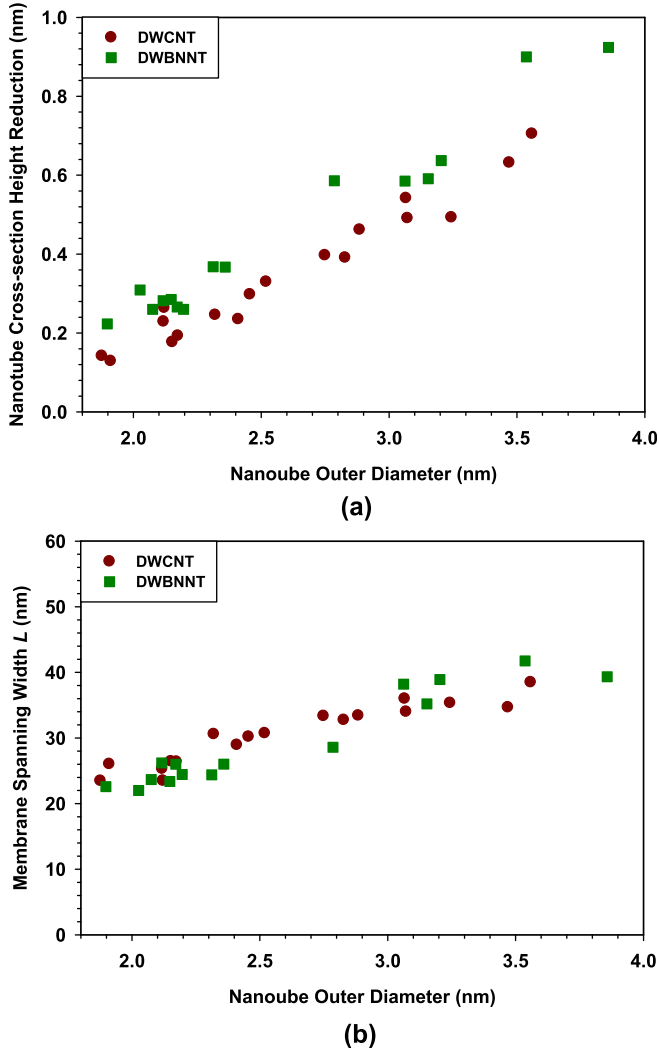 Nanotube Cross-section Height Reduction (nm)
1.0
0.8
0.6
0.4
0.2
0.0
DWCNT
DWBNNT
2.0 2.5 3.0 3.5 4.0
Nanoube Outer Diameter (nm)
(a)
Membrane Spanning Width L (nm)
60
50
40
30
20
10
0
DWCNT
DWBNNT
2.0 2.5 3.0 3.5 4.0
Nanoube Outer Diameter (nm)
(b)